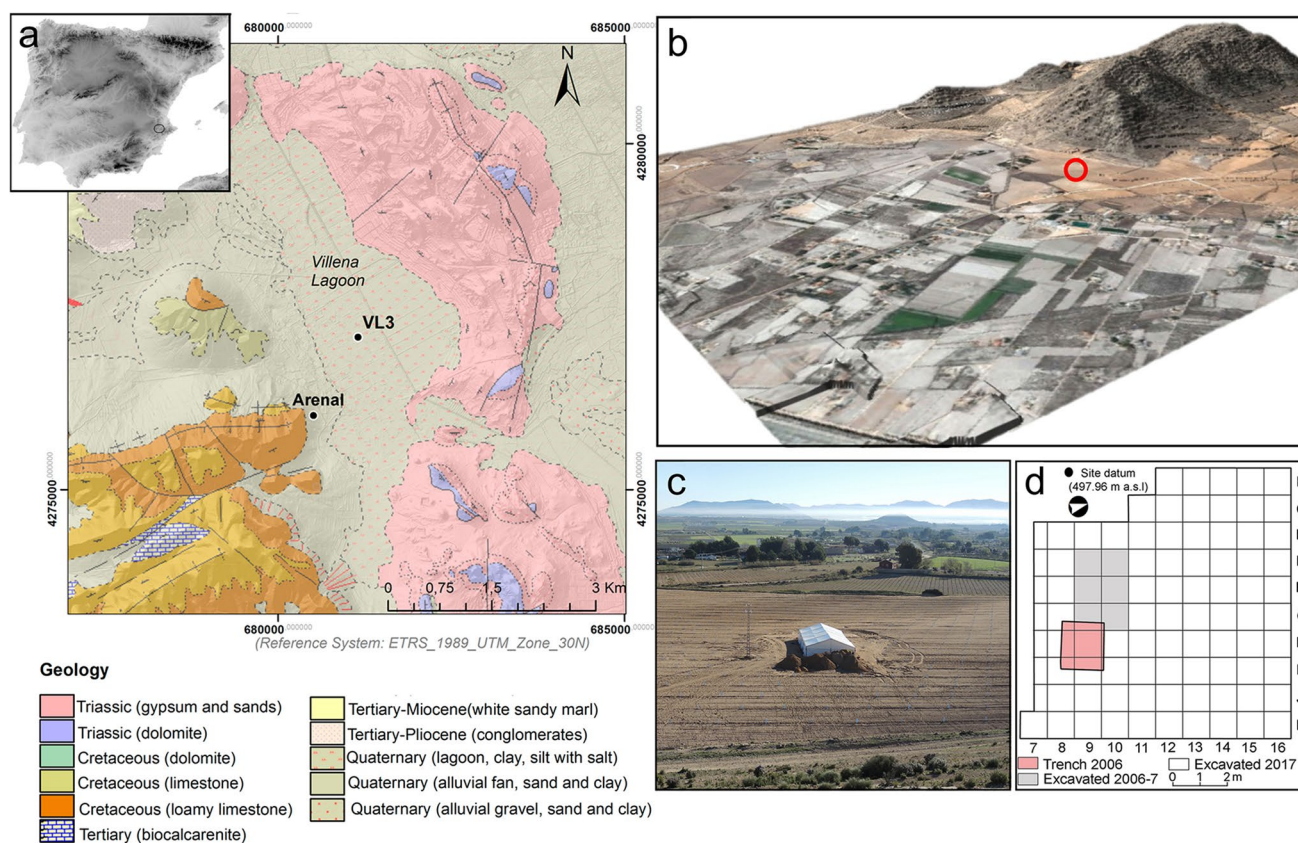 a
680000
,000000
685000
,000000
N
4280000
,000000
4280000
,000000
Villena
Lagoon
VL3
Arenal
4275000
,000000
4275000
,000000
0 0,75 1,5 3 Km
680000
,000000
685000
,000000
(Reference System: ETRS_1989_UTM_Zone_30N)
Geology
Triassic (gypsum and sands)
Triassic (dolomite)
Cretaceous (dolomite)
Cretaceous (limestone)
Cretaceous (loamy limestone)
Tertiary (biocalcarenite)
Tertiary-Miocene(white sandy marl)
Tertiary-Pliocene (conglomerates)
Quaternary (lagoon, clay, silt with salt)
Quaternary (alluvial fan, sand and clay)
Quaternary (alluvial gravel, sand and clay)
b
c
d
Site datum
(497.96 m a.s.l)
7 8 9 10 11 12 13 14 15 16
Trench 2006
Excavated 2017
Excavated 2006-7
0 1 2 m